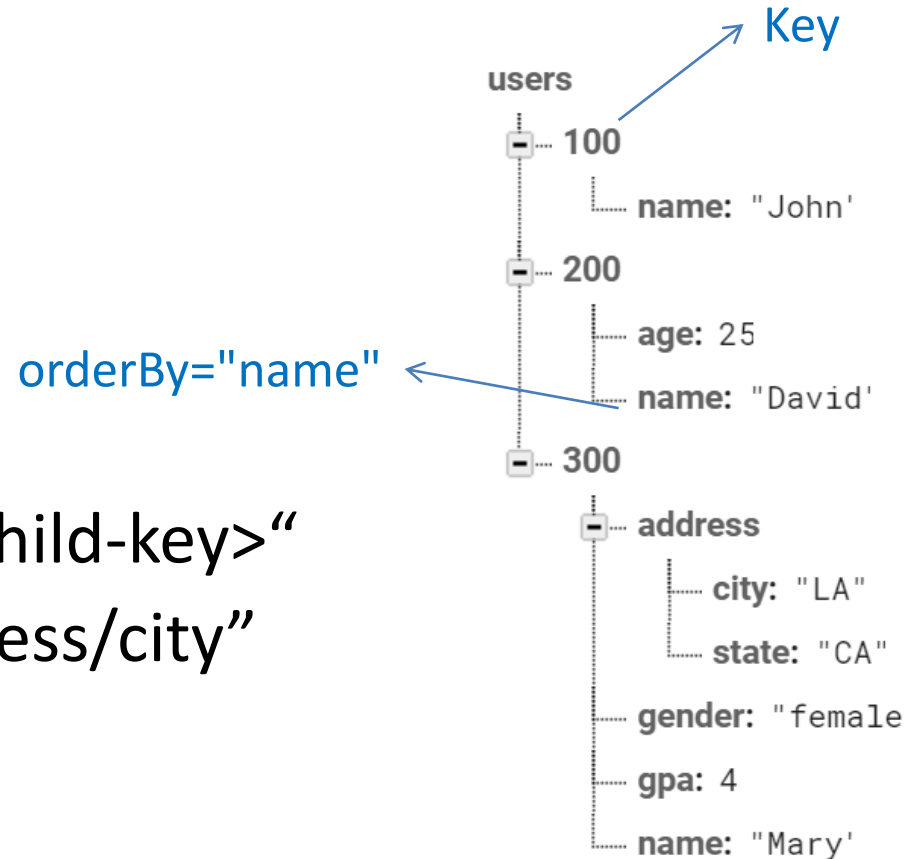 Key
users
100
name: "John'
200
age: 25
orderBy="name"
name: "David'
300
hild-key>“
address
city: "LA"
ess/city”
state: "CA"
gender: "female
gpa: 4
name: "Mary'